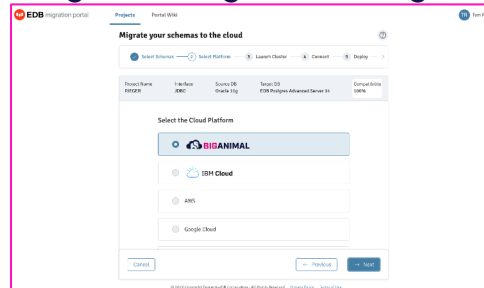 EDB migration portal
Projects Portal Wiki
Migrate your schemas to the cloud
Select Schemas 2 Select Platform 3 Launch Cluster 4 Connect 5 Deploy
Project Name Interface Source DB Target DB Compatibility
JDBC Oracle 11g EDB Postgres Advanced Server 14 100%
Select the Cloud Platform
BIGANIMAL
IBM Cloud
AWS
Google Cloud
Cancel ← Previous → Next